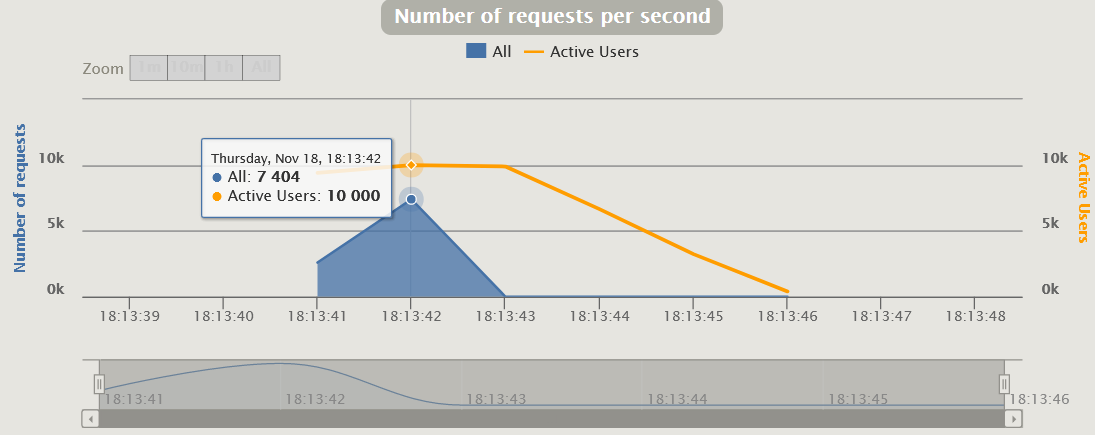 Number of requests per second
All Active Users
Zoom 1m 10m 1h All
Number of requests
10k
5k
0k
Thursday, Nov 18, 18:13:42
All: 7 404
Active Users: 10 000
10k
5k
0k
Active Users
18:13:39 18:13:40 18:13:41 18:13:42 18:13:43 18:13:44 18:13:45 18:13:46 18:13:47 18:13:48
18:13:41 18:13:42 18:13:43 18:13:44 18:13:45 18:13:46